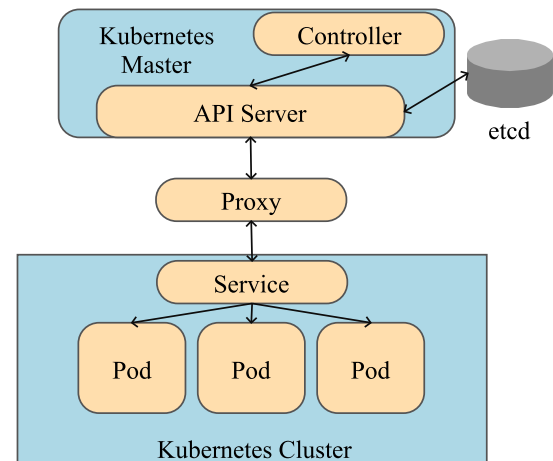 Kubernetes
Master
Controller
API Server
etcd
Proxy
Service
Pod
Pod
Pod
Kubernetes Cluster